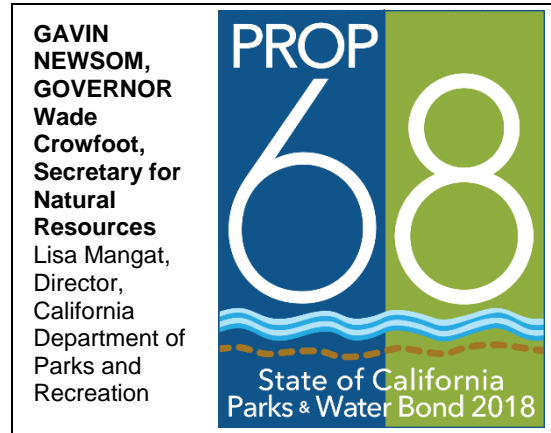 GAVIN
NEWSOM,
GOVERNOR
Wade
Crowfoot,
Secretary for
Natural
Resources
Lisa Mangat,
Director,
California
Department of
Parks and
Recreation
PROP
68
State of California
Parks & Water Bond 2018